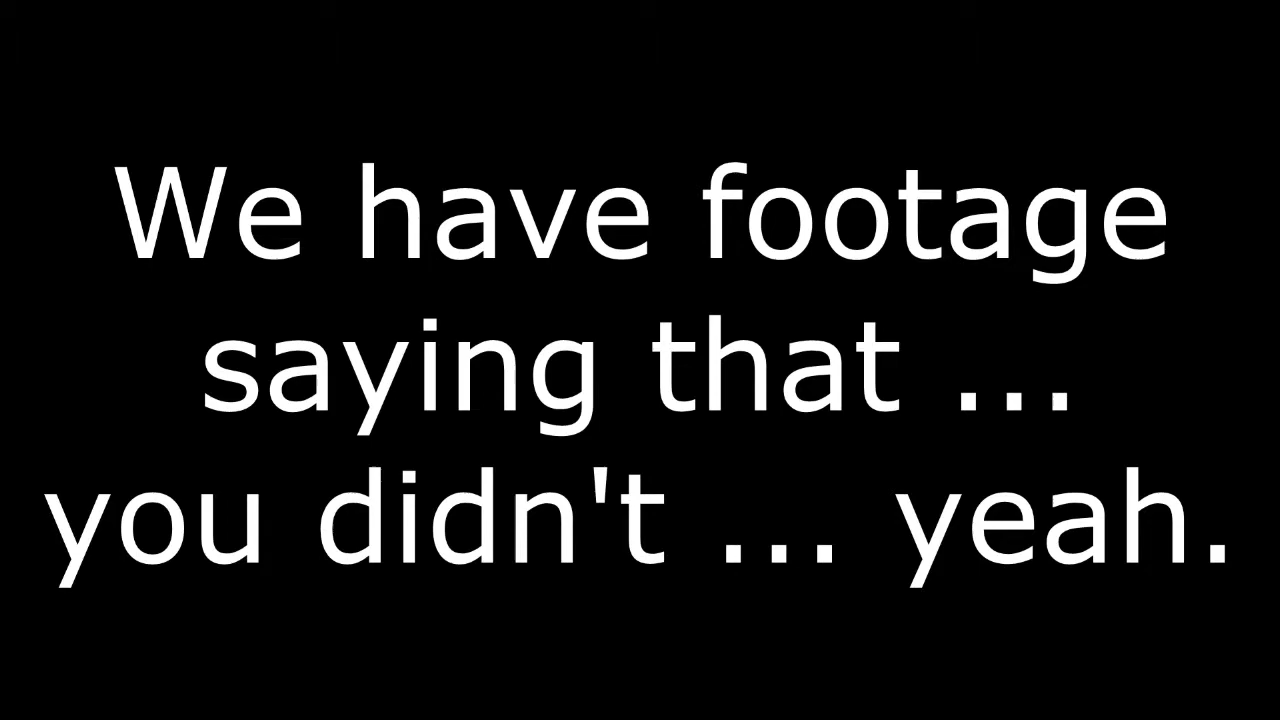 We have footage
saying that ...
you didn't ... yeah.